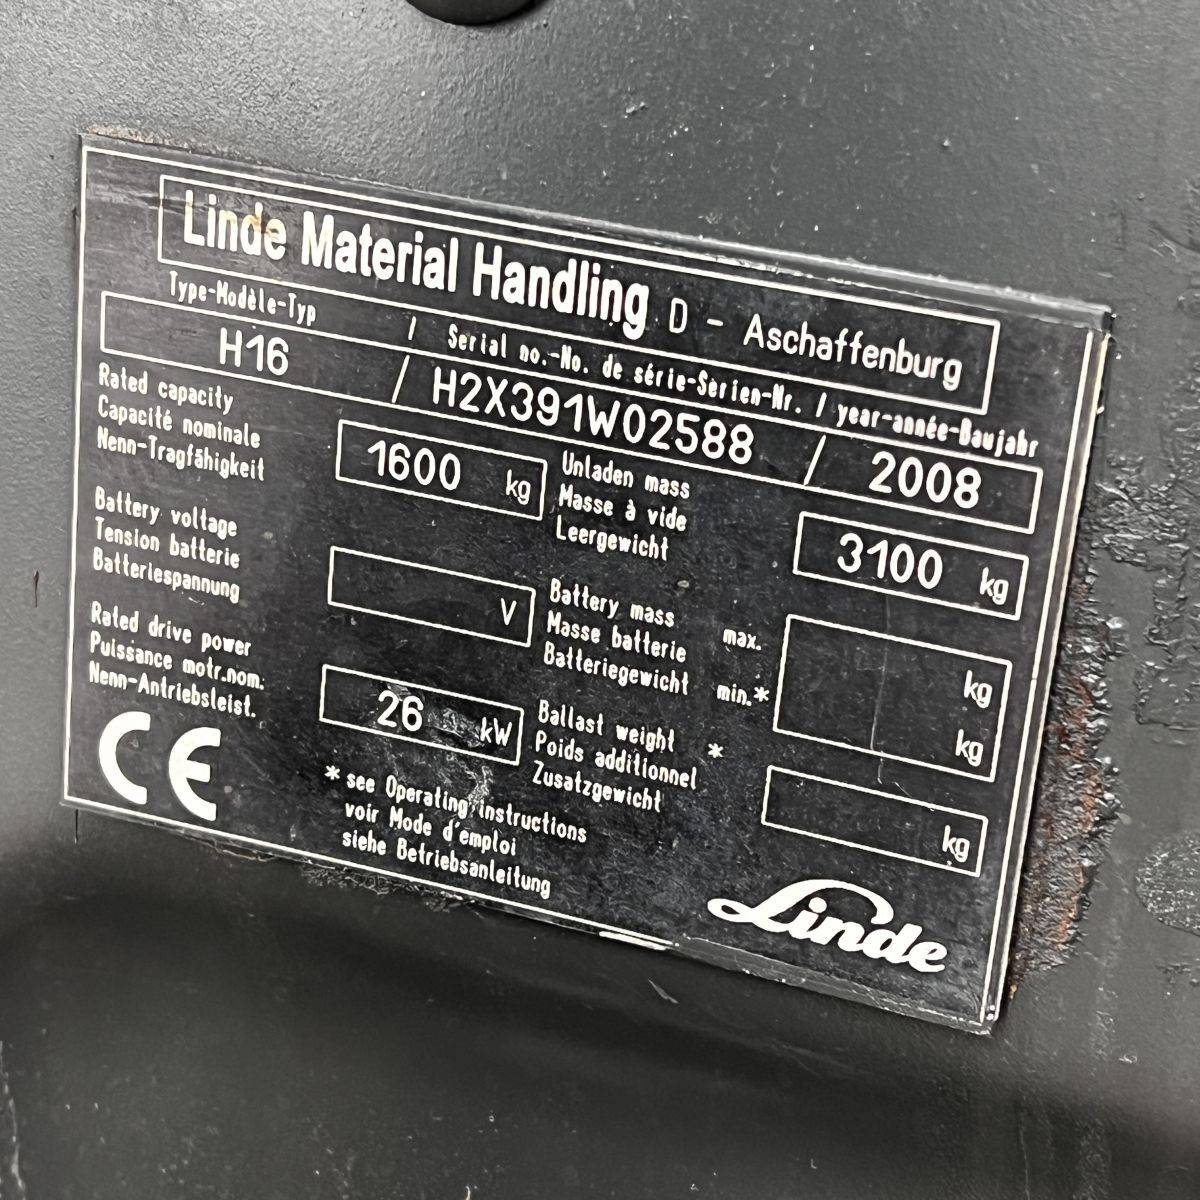 Linde Material Handling D - Aschaffenburg
Type-Modèle-Typ / Serial no.-No. de série-Serien-Nr. / year-année-Baujahr
H16 / H2X391W02588 / 2008
Rated capacity
Capacité nominale
Nenn-Tragfähigkeit
1600 kg
Unladen mass
Masse à vide
Leergewicht
3100 kg
Battery voltage
Tension batterie
Batteriespannung
V
Battery mass max.
Masse batterie
Batteriegewicht min.*
kg
kg
Rated drive power
Puissance motr.nom.
Nenn-Antriebsleist.
26 kW
Ballast weight *
Poids additionnel
Zusatzgewicht
kg
CE
* see Operating instructions
voir Mode d'emploi
siehe Betriebsanleitung
Linde